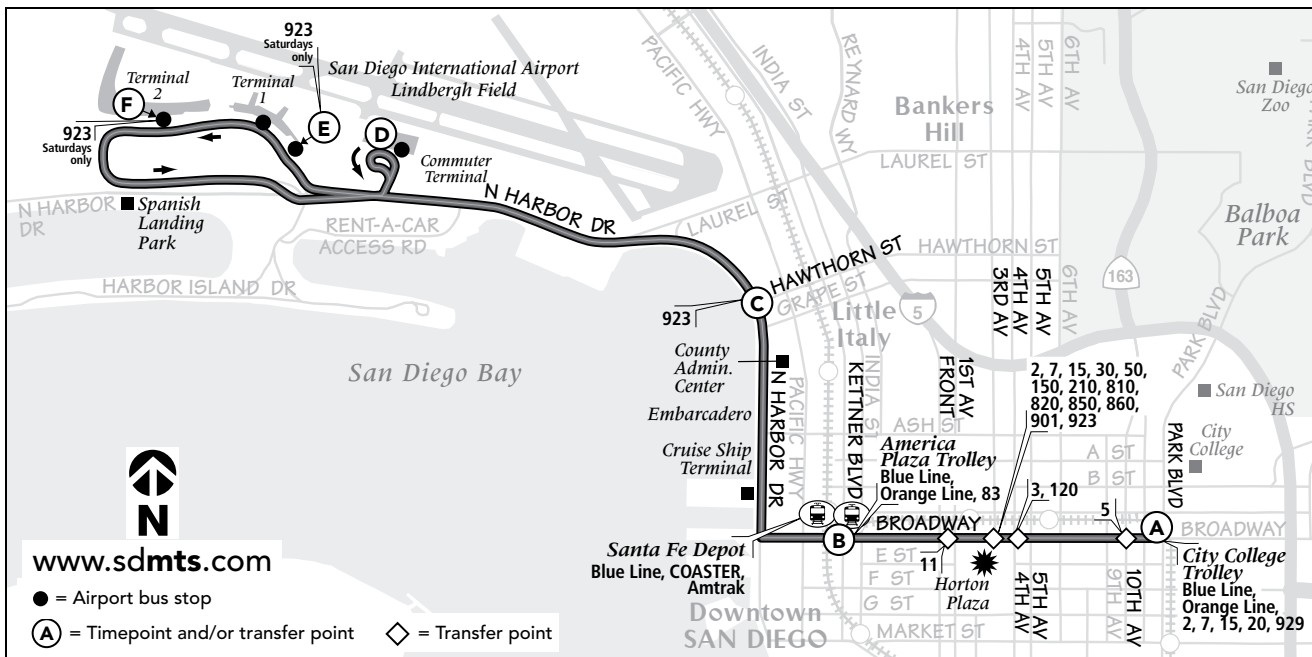 923
Saturdays
only
San Diego International Airport
Lindbergh Field
Terminal
2
Terminal
1
F
923
Saturdays
only
E
D
Commuter
Terminal
N HARBOR
DR
Spanish
Landing
Park
RENT-A-CAR
ACCESS RD
HARBOR ISLAND DR
N HARBOR DR
PACIFIC HWY
INDIA ST
REYNARD WY
4TH AV
5TH AV
6TH AV
Bankers
Hill
San Diego
Zoo
LAUREL ST
LAUREL ST
Balboa
Park
HAWTHORN ST
HAWTHORN ST
GRAPE ST
C
923
Little
Italy
5
163
3RD AV
4TH AV
5TH AV
6TH AV
PARK BLVD
San Diego Bay
County
Admin.
Center
Embarcadero
Cruise Ship
Terminal
N HARBOR DR
PACIFIC HWY
KETTNER BLVD
INDIA ST
FRONT
1ST AV
2, 7, 15, 30, 50,
150, 210, 810,
820, 850, 860,
901, 923
San Diego
HS
City
College
PARK BLVD
ASH ST
A ST
B ST
America
Plaza Trolley
Blue Line,
Orange Line, 83
3, 120
5
BROADWAY
BROADWAY
A
B
Santa Fe Depot
Blue Line, COASTER,
Amtrak
11
Horton
Plaza
E ST
F ST
G ST
MARKET ST
4TH AV
5TH AV
9TH AV
10TH AV
City College
Trolley
Blue Line,
Orange Line,
2, 7, 15, 20, 929
Downtown
SAN DIEGO
N
www.sdmts.com
= Airport bus stop
A = Timepoint and/or transfer point
= Transfer point